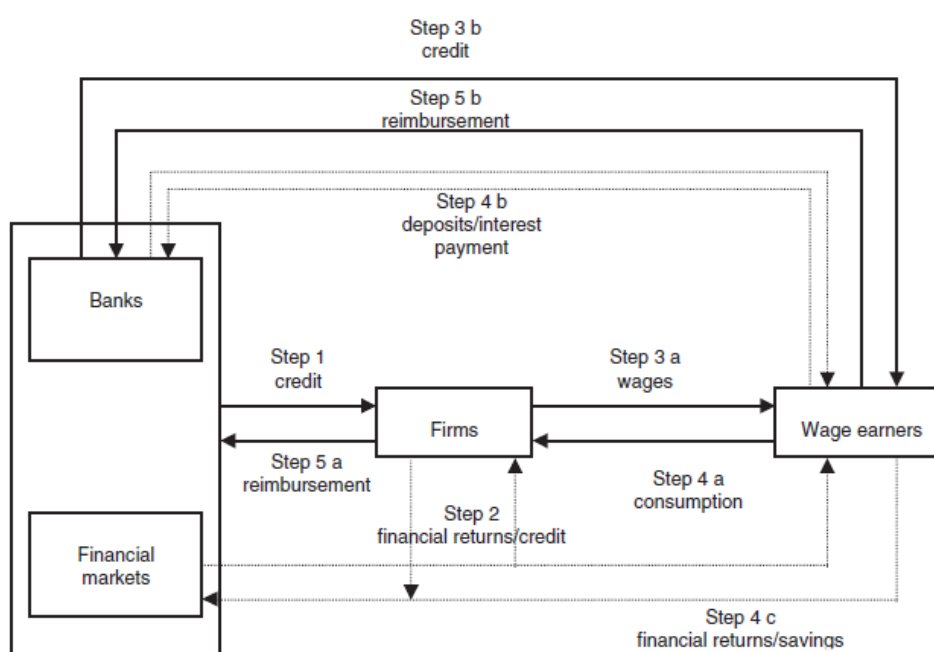 Step 3 b
credit
Step 5 b
reimbursement
Step 4 b
deposits/interest
payment
Banks
Step 1
credit
Step 3 a
wages
Firms
Wage earners
Step 5 a
reimbursement
Step 4 a
consumption
Step 2
financial returns/credit
Financial
markets
Step 4 c
financial returns/savings